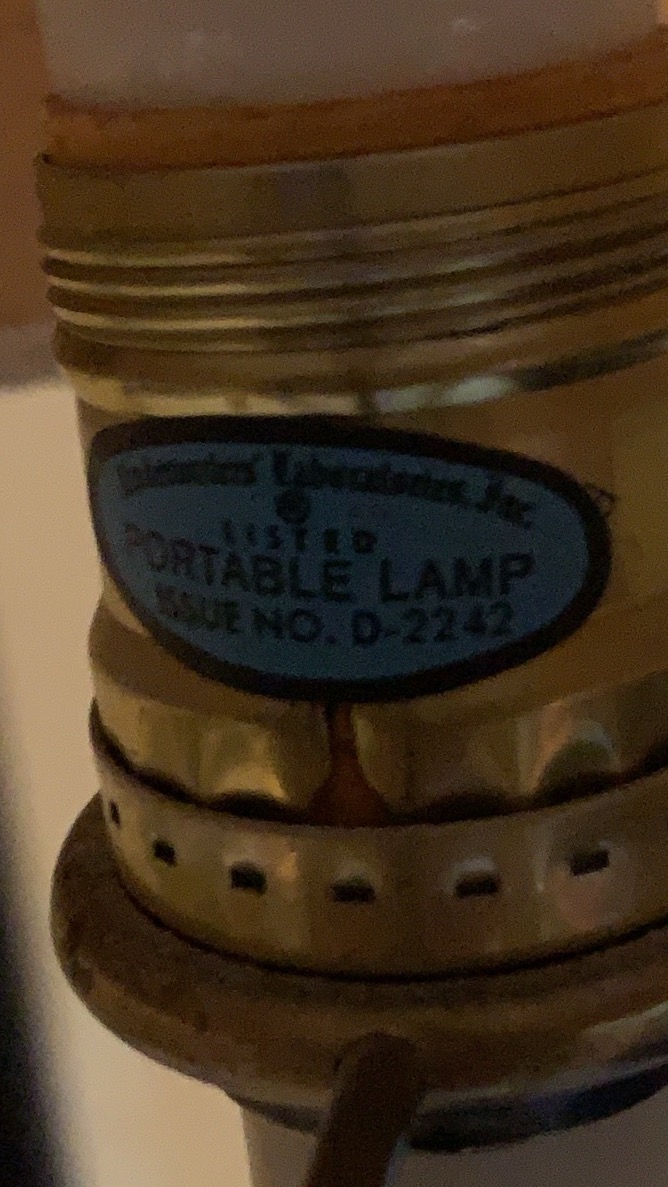 Underwriters' Laboratories, Inc.
LISTED
PORTABLE LAMP
ISSUE NO. D-2242